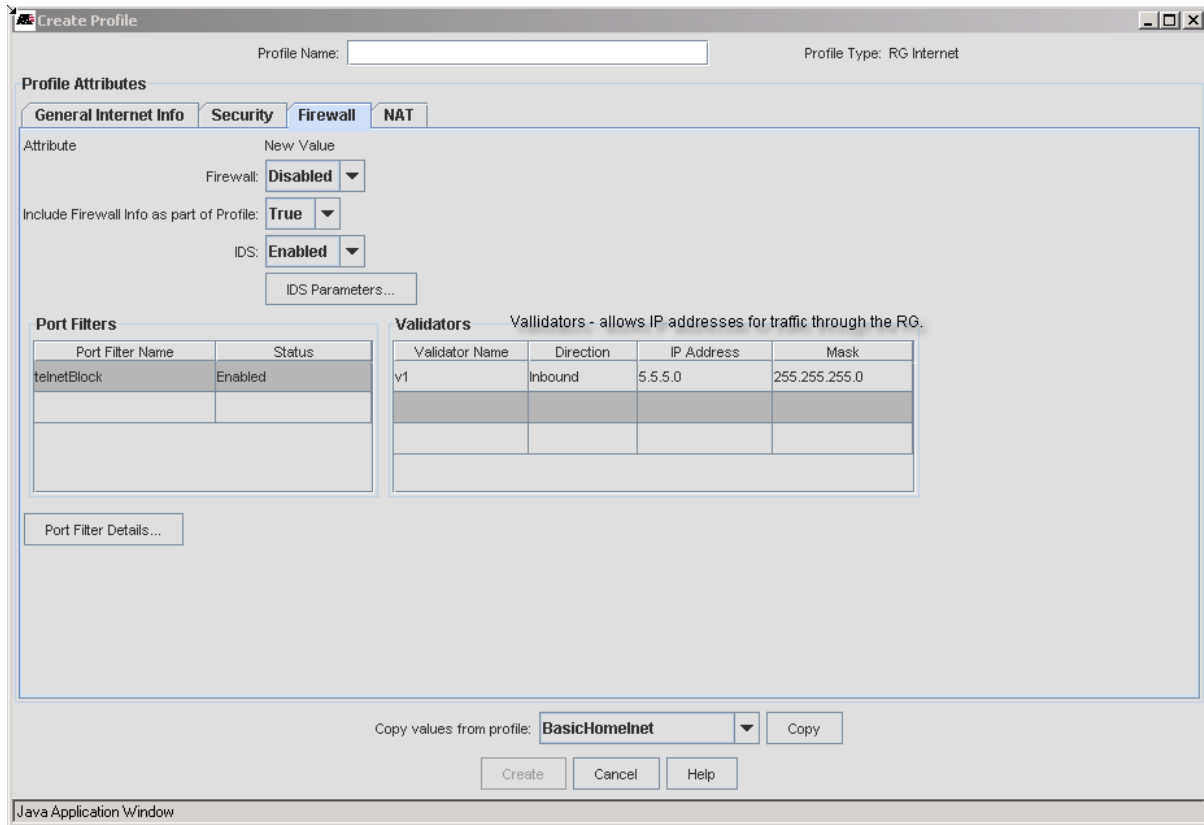 Create Profile
Profile Name:
Profile Type: RG Internet
Profile Attributes
General Internet Info Security Firewall NAT
Attribute New Value
Firewall: Disabled
Include Firewall Info as part of Profile: True
IDS: Enabled
IDS Parameters...
Port Filters
Port Filter Name Status
telnetBlock Enabled
Validators
Vallidators - allows IP addresses for traffic through the RG.
Validator Name Direction IP Address Mask
v1 Inbound 5.5.5.0 255.255.255.0
Port Filter Details...
Copy values from profile: BasicHomeInet Copy
Create Cancel Help
Java Application Window